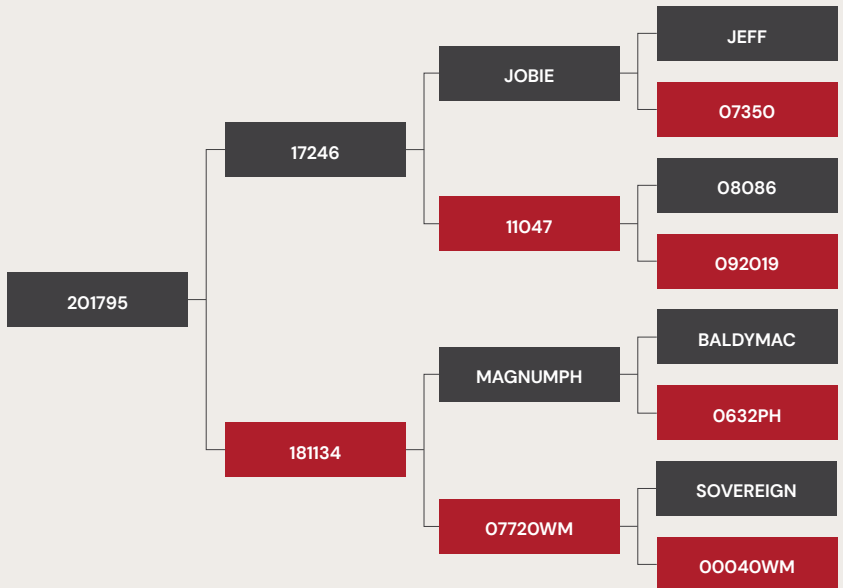 JEFF
JOBIE
07350
17246
08086
11047
092019
201795
BALDYMAC
MAGNUMPH
0632PH
181134
SOVEREIGN
07720WM
00040WM